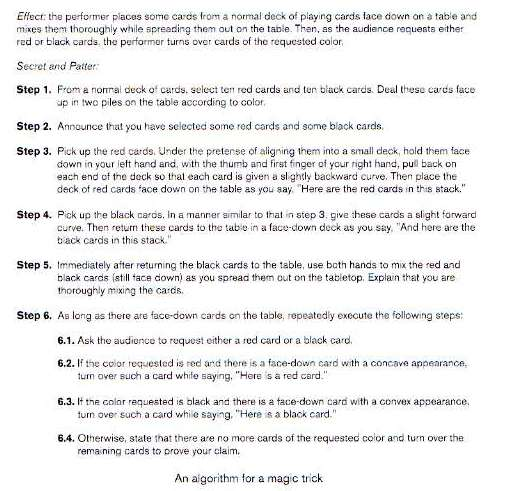 Effect: the performer places some cards from a normal deck of playing cards face down on a table and
mixes them thoroughly while spreading them out on the table. Then, as the audience requests either
red or black cards, the performer turns over cards of the requested color.
Secret and Patter:
Step 1. From a normal deck of cards, select ten red cards and ten black cards. Deal these cards face
up in two piles on the table according to color.
Step 2. Announce that you have selected some red cards and some black cards.
Step 3. Pick up the red cards. Under the pretense of aligning them into a small deck, hold them face
down in your left hand and, with the thumb and first finger of your right hand, pull back on
each end of the deck so that each card is given a slightly backward curve. Then place the
deck of red cards face down on the table as you say, "Here are the red cards in this stack."
Step 4. Pick up the black cards. In a manner similar to that in step 3, give these cards a slight forward
curve. Then return these cards to the table in a face-down deck as you say, "And here are the
black cards in this stack."
Step 5. Immediately after returning the black cards to the table, use both hands to mix the red and
black cards (still face down) as you spread them out on the tabletop. Explain that you are
thoroughly mixing the cards.
Step 6. As long as there are face-down cards on the table, repeatedly execute the following steps:
6.1. Ask the audience to request either a red card or a black card.
6.2. If the color requested is red and there is a face-down card with a concave appearance,
turn over such a card while saying, "Here is a red card."
6.3. If the color requested is black and there is a face-down card with a convex appearance,
turn over such a card while saying, "Here is a black card."
6.4. Otherwise, state that there are no more cards of the requested color and turn over the
remaining cards to prove your claim.
An algorithm for a magic trick